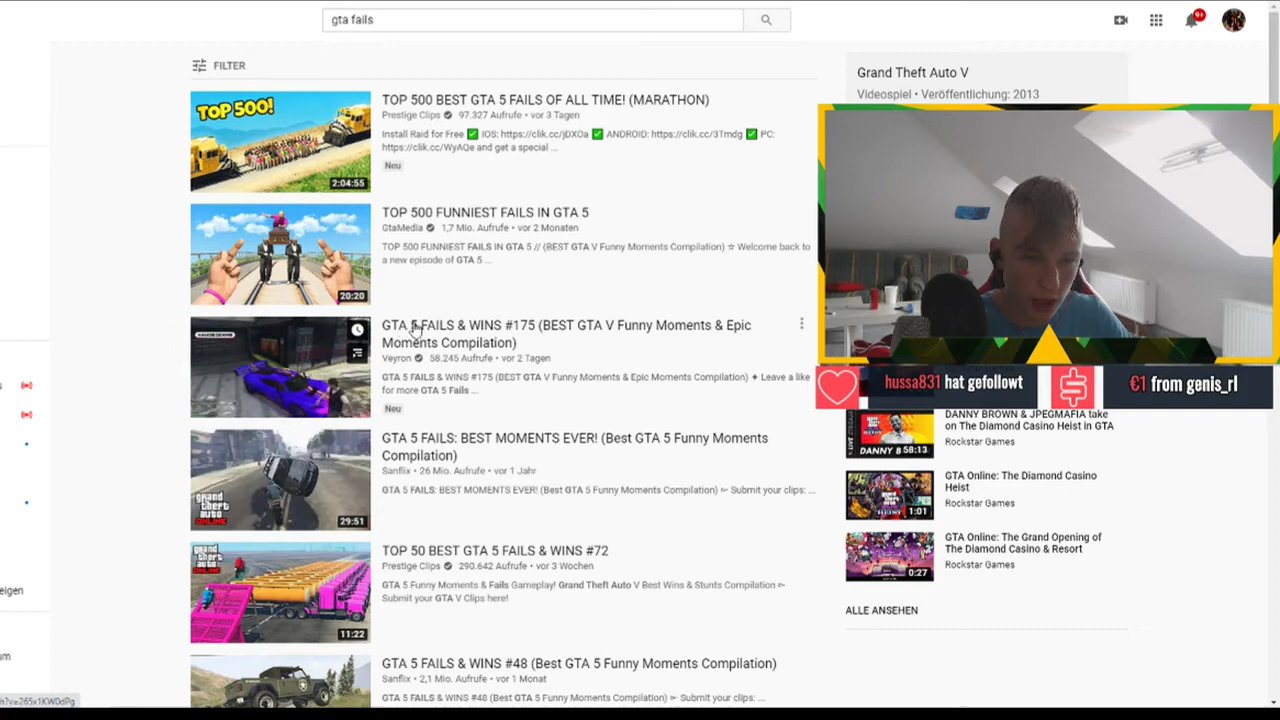 gta fails
9+
FILTER
TOP 500!
2:04:55
TOP 500 BEST GTA 5 FAILS OF ALL TIME! (MARATHON)
Prestige Clips 97.327 Aufrufe • vor 3 Tagen
Install Raid for Free ✅ IOS: https://clik.cc/jDXOa ✅ ANDROID: https://clik.cc/3Tmdg ✅ PC:
https://clik.cc/WyAQe and get a special ...
Neu
20:20
TOP 500 FUNNIEST FAILS IN GTA 5
GtaMedia 1,7 Mio. Aufrufe • vor 2 Monaten
TOP 500 FUNNIEST FAILS IN GTA 5 // (BEST GTA V Funny Moments Compilation) ☆ Welcome back to
a new episode of GTA 5 ...
GTA 5 FAILS & WINS #175 (BEST GTA V Funny Moments & Epic
Moments Compilation)
Veyron 58.245 Aufrufe • vor 2 Tagen
GTA 5 FAILS & WINS #175 (BEST GTA V Funny Moments & Epic Moments Compilation) ✦ Leave a like
for more GTA 5 Fails ...
Neu
grand theft auto ONLINE
29:51
GTA 5 FAILS: BEST MOMENTS EVER! (Best GTA 5 Funny Moments
Compilation)
Sanflix • 26 Mio. Aufrufe • vor 1 Jahr
GTA 5 FAILS: BEST MOMENTS EVER! (Best GTA 5 Funny Moments Compilation) ➳ Submit your clips: ...
grand theft auto ONLINE
11:22
TOP 50 BEST GTA 5 FAILS & WINS #72
Prestige Clips 290.642 Aufrufe • vor 3 Wochen
GTA 5 Funny Moments & Fails Gameplay! Grand Theft Auto V Best Wins & Stunts Compilation ➳
Submit your GTA V Clips here!
GTA 5 FAILS & WINS #48 (Best GTA 5 Funny Moments Compilation)
Sanflix • 2,1 Mio. Aufrufe • vor 1 Monat
GTA 5 FAILS & WINS #48 (Best GTA 5 Funny Moments Compilation) ➳ Submit your clips: ...
Grand Theft Auto V
Videospiel • Veröffentlichung: 2013
hussa831 hat gefollowt
€1 from genis_rl
DANNY B
58:13
DANNY BROWN & JPEGMAFIA take
on The Diamond Casino Heist in GTA
Rockstar Games
1:01
GTA Online: The Diamond Casino
Heist
Rockstar Games
0:27
GTA Online: The Grand Opening of
The Diamond Casino & Resort
Rockstar Games
ALLE ANSEHEN
eigen
um
h?v=265x1KW0dPg